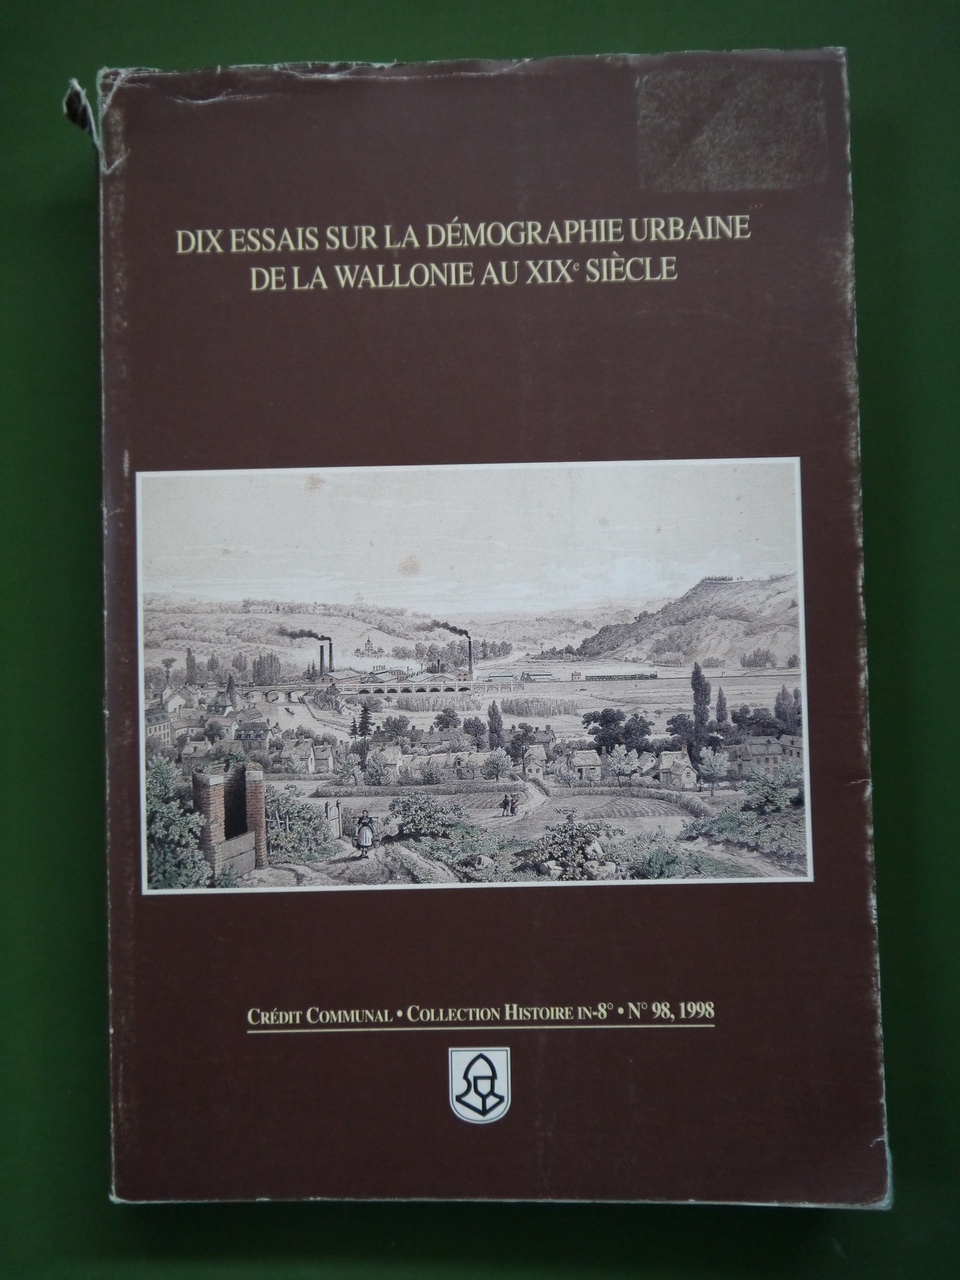 DIX ESSAIS SUR LA DÉMOGRAPHIE URBAINE
DE LA WALLONIE AU XIXe SIÈCLE
CRÉDIT COMMUNAL • COLLECTION HISTOIRE IN-8° • N° 98, 1998